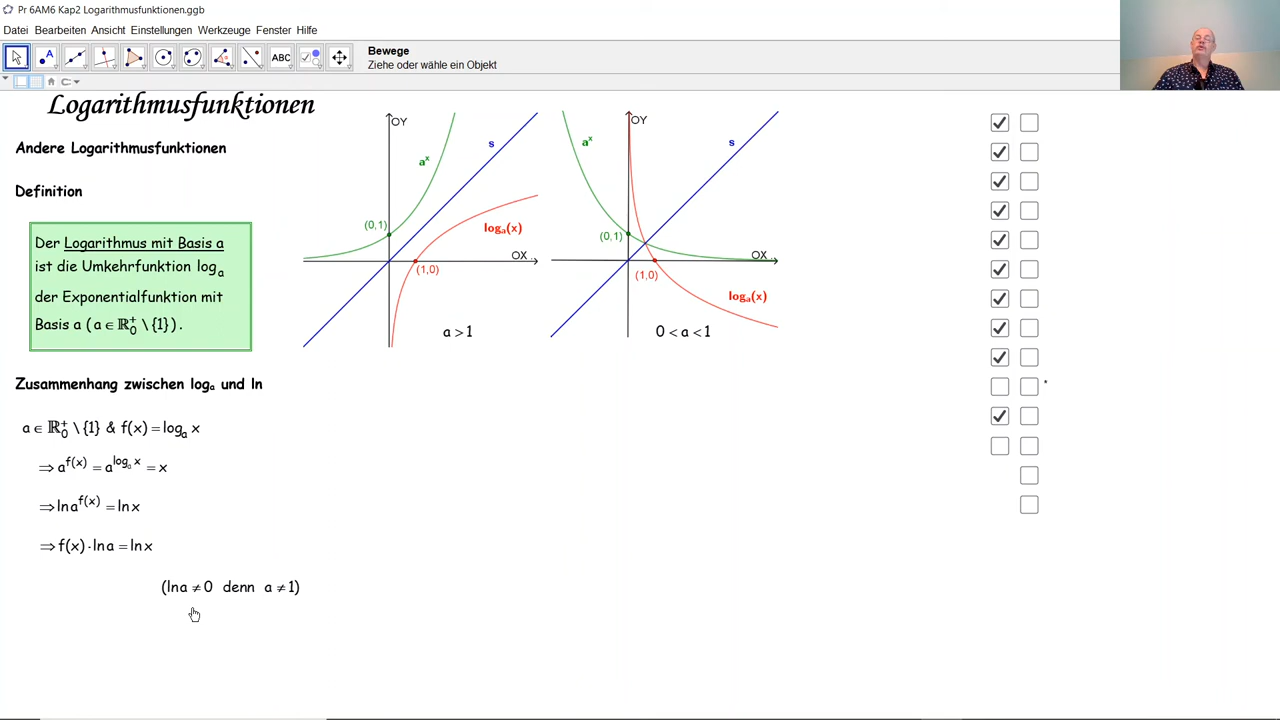 Pr 6AM6 Kap2 Logarithmusfunktionen.ggb
Datei Bearbeiten Ansicht Einstellungen Werkzeuge Fenster Hilfe
ABC
Bewege
Ziehe oder wähle ein Objekt
Logarithmusfunktionen
Andere Logarithmusfunktionen
Definition
Der Logarithmus mit Basis a
ist die Umkehrfunktion logₐ
der Exponentialfunktion mit
Basis a ( a ∈ ℝ₀⁺ \ {1} ).
OY
s
aˣ
(0,1)
logₐ(x)
OX
(1,0)
a > 1
OY
aˣ
s
(0,1)
OX
(1,0)
logₐ(x)
0 < a < 1
Zusammenhang zwischen logₐ und ln
a ∈ ℝ₀⁺ \ {1} & f(x) = logₐ x
⇒ a^f(x) = a^logₐ x = x
⇒ ln a^f(x) = ln x
⇒ f(x) · ln a = ln x
(ln a ≠ 0 denn a ≠ 1)
*